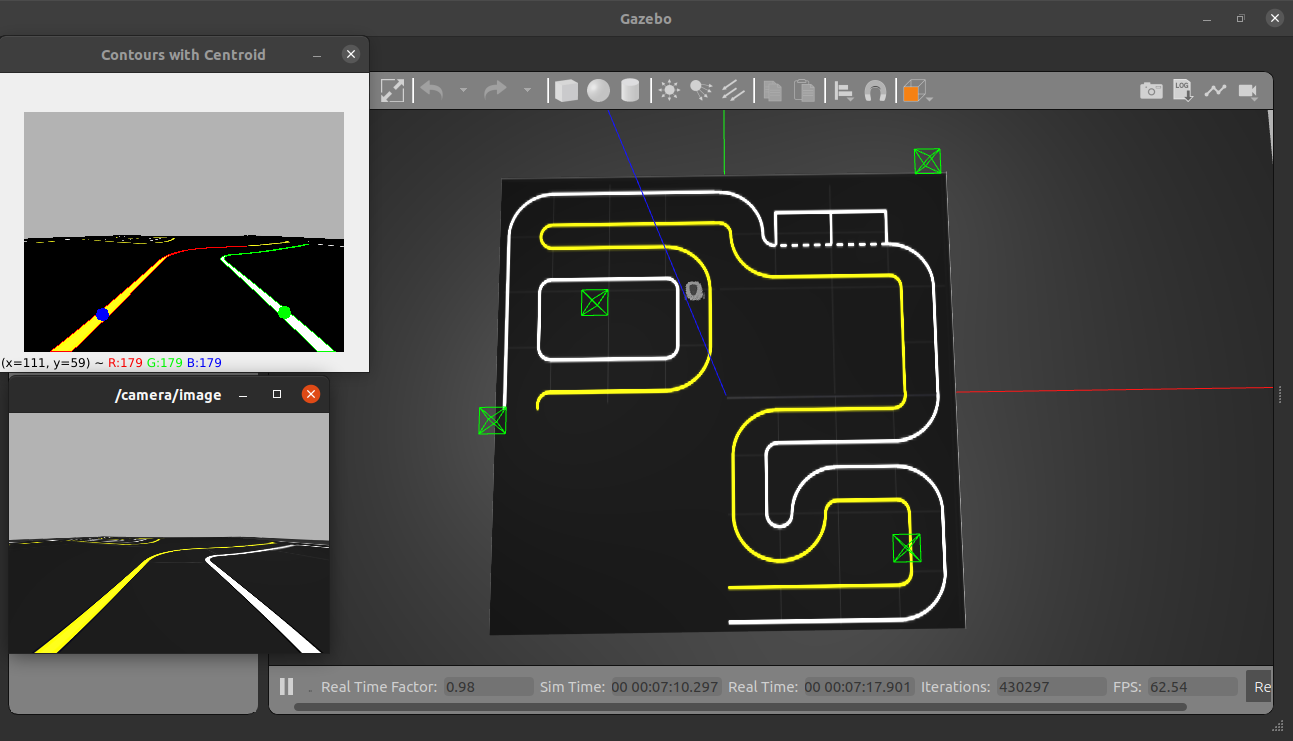 Gazebo
Contours with Centroid
LOG
(x=111, y=59) ~ R:179 G:179 B:179
/camera/image
Real Time Factor: 0.98 Sim Time: 00 00:07:10.297 Real Time: 00 00:07:17.901 Iterations: 430297 FPS: 62.54 Re